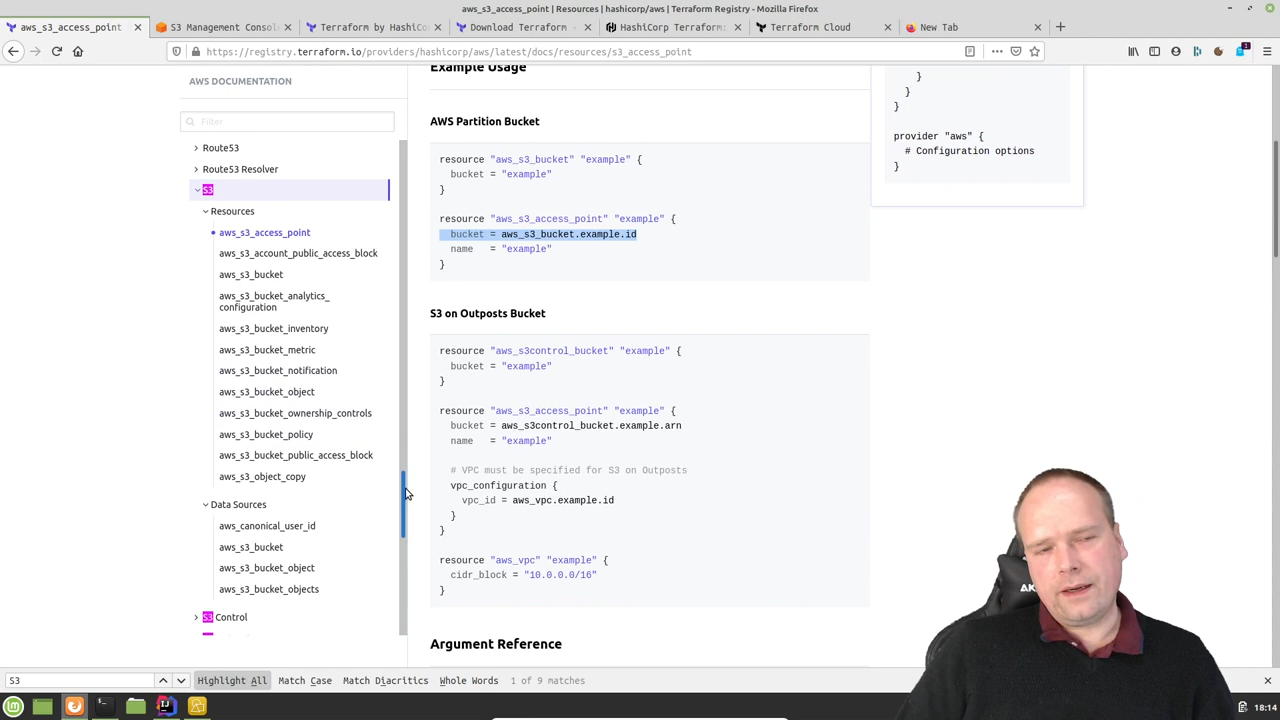 aws_s3_access_point | Resources | hashicorp/aws | Terraform Registry - Mozilla Firefox
aws_s3_access_point | Resources
S3 Management Consol
Terraform by HashiCo
Download Terraform -
HashiCorp Terraform -
Terraform Cloud
New Tab
https://registry.terraform.io/providers/hashicorp/aws/latest/docs/resources/s3_access_point
1
AWS DOCUMENTATION
Filter
Route53
Route53 Resolver
S3
Resources
aws_s3_access_point
aws_s3_account_public_access_block
aws_s3_bucket
aws_s3_bucket_analytics_
configuration
aws_s3_bucket_inventory
aws_s3_bucket_metric
aws_s3_bucket_notification
aws_s3_bucket_object
aws_s3_bucket_ownership_controls
aws_s3_bucket_policy
aws_s3_bucket_public_access_block
aws_s3_object_copy
Data Sources
aws_canonical_user_id
aws_s3_bucket
aws_s3_bucket_object
aws_s3_bucket_objects
S3 Control
Example Usage
AWS Partition Bucket
resource "aws_s3_bucket" "example" {
bucket = "example"
}
resource "aws_s3_access_point" "example" {
bucket = aws_s3_bucket.example.id
name = "example"
}
S3 on Outposts Bucket
resource "aws_s3control_bucket" "example" {
bucket = "example"
}
resource "aws_s3_access_point" "example" {
bucket = aws_s3control_bucket.example.arn
name = "example"
# VPC must be specified for S3 on Outposts
vpc_configuration {
vpc_id = aws_vpc.example.id
}
}
resource "aws_vpc" "example" {
cidr_block = "10.0.0.0/16"
}
Argument Reference
}
}
}
provider "aws" {
# Configuration options
}
AK
S3
Highlight All
Match Case
Match Diacritics
Whole Words
1 of 9 matches
18:14